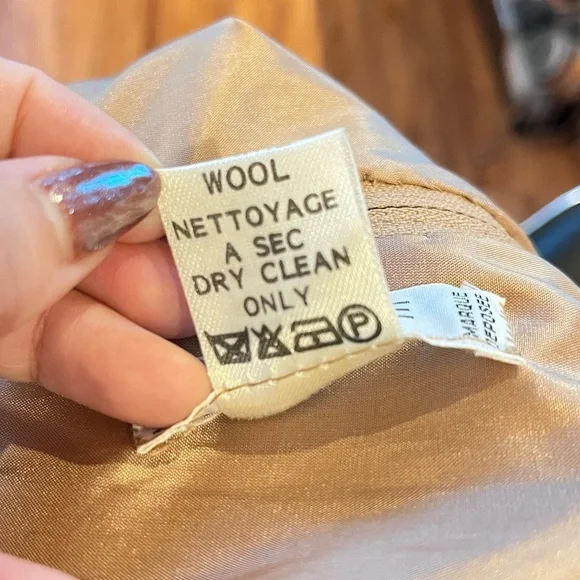 WOOL
NETTOYAGE
A SEC
DRY CLEAN
ONLY
P
MARQUE
DEPOSEE